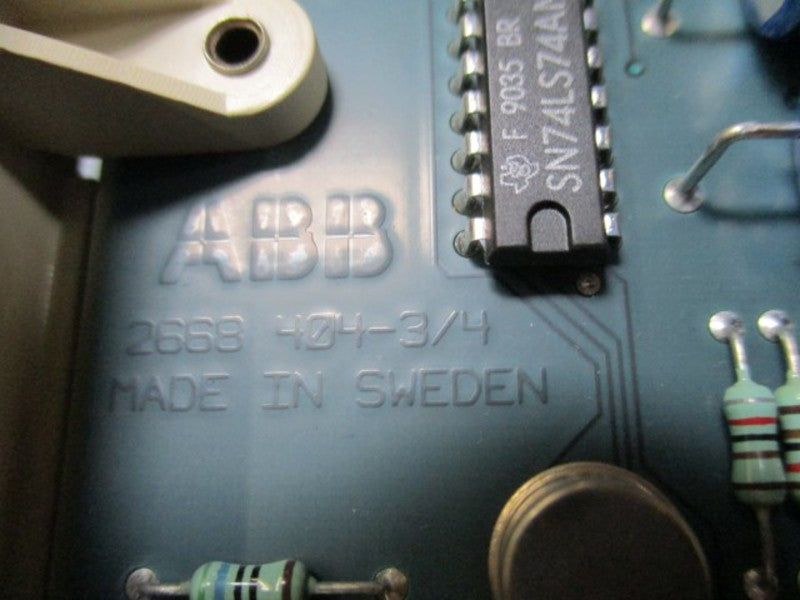 F 9035 BR
SN74LS74AN
ABB
2668 404-3/4
MADE IN SWEDEN